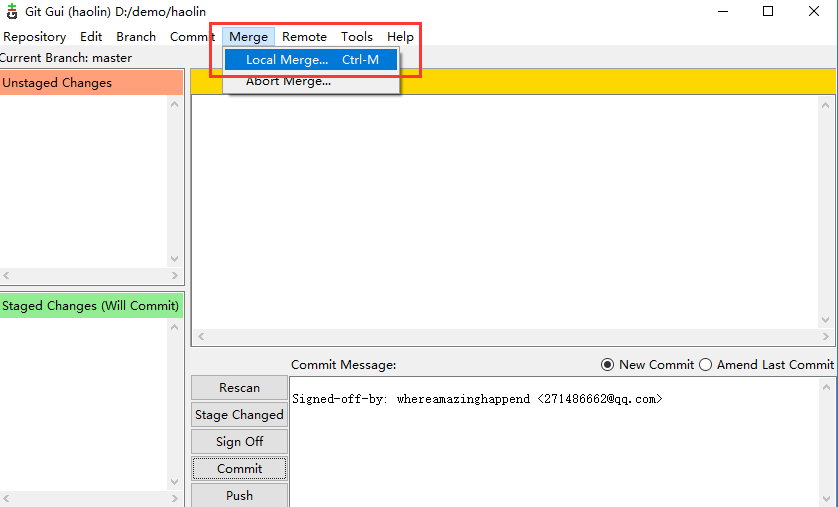 Git Gui (haolin) D:/demo/haolin
Repository Edit Branch Commit Merge Remote Tools Help
Current Branch: master
Local Merge... Ctrl-M
Abort Merge...
Unstaged Changes
Staged Changes (Will Commit)
Commit Message:
New Commit
Amend Last Commit
Rescan
Stage Changed
Sign Off
Commit
Push
Signed-off-by: whereamazinghappend <271486662@qq.com>